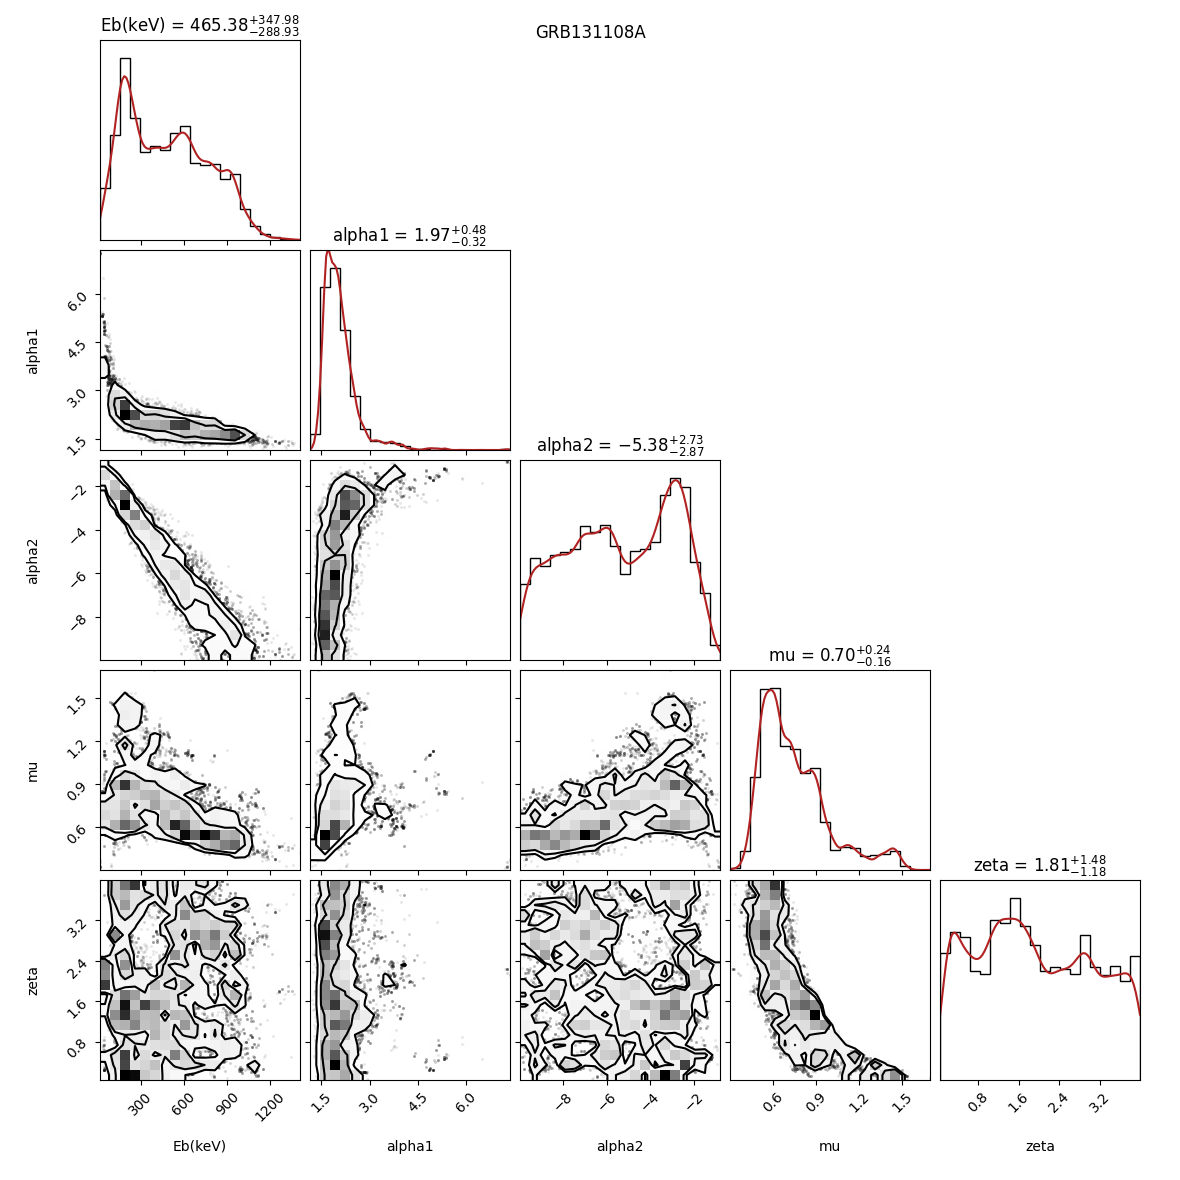 GRB131108A
Eb(keV) = 465.38+347.98−288.93
alpha1 = 1.97+0.48−0.32
6.0
4.5
3.0
1.5
alpha1
alpha2 = −5.38+2.73−2.87
−2
−4
−6
−8
alpha2
mu = 0.70+0.24−0.16
1.5
1.2
0.9
0.6
mu
zeta = 1.81+1.48−1.18
3.2
2.4
1.6
0.8
zeta
300 600 900 1200 1.5 3.0 4.5 6.0 −8 −6 −4 −2 0.6 0.9 1.2 1.5 0.8 1.6 2.4 3.2
Eb(keV) alpha1 alpha2 mu zeta